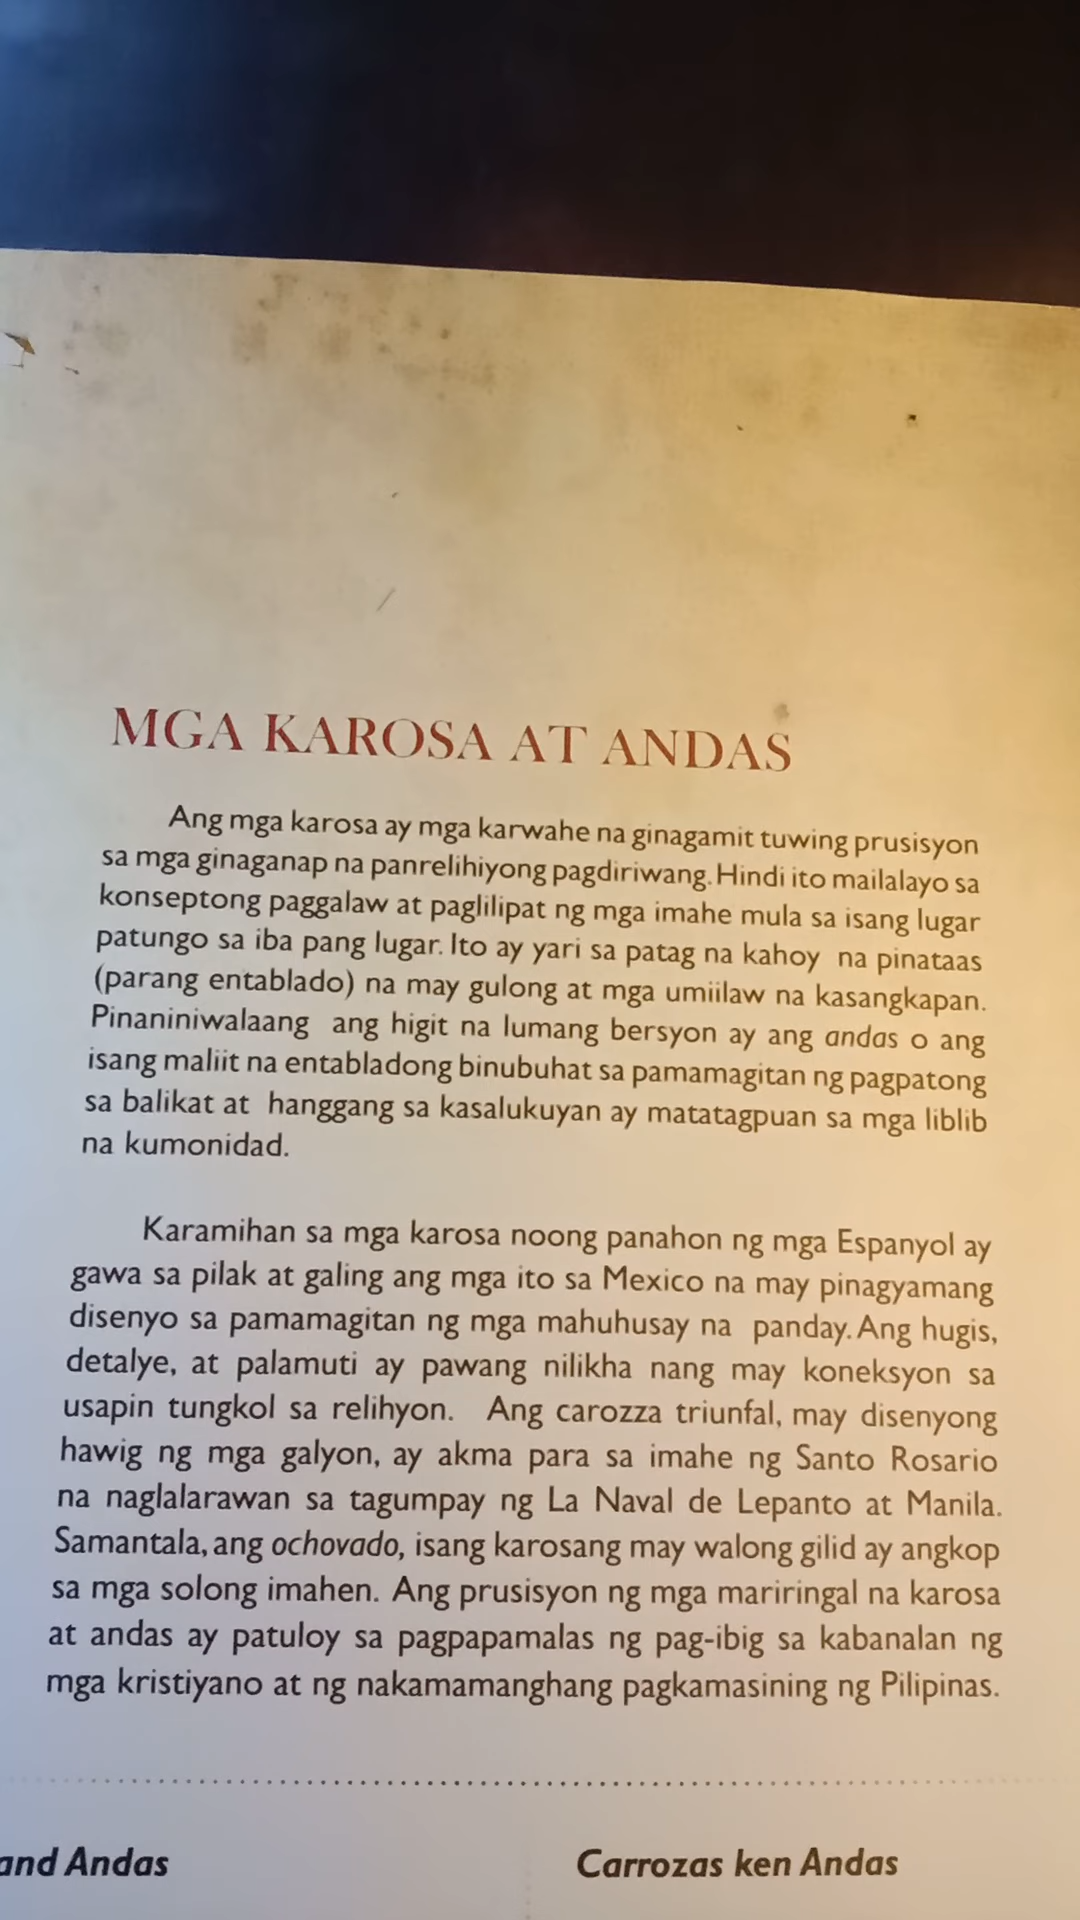 MGA KAROSA AT ANDAS
Ang mga karosa ay mga karwahe na ginagamit tuwing prusisyon
sa mga ginaganap na panrelihiyong pagdiriwang. Hindi ito mailalayo sa
konseptong paggalaw at paglilipat ng mga imahe mula sa isang lugar
patungo sa iba pang lugar. Ito ay yari sa patag na kahoy na pinataas
(parang entablado) na may gulong at mga umiilaw na kasangkapan.
Pinaniniwalaang ang higit na lumang bersyon ay ang andas o ang
isang maliit na entabladong binubuhat sa pamamagitan ng pagpatong
sa balikat at hanggang sa kasalukuyan ay matatagpuan sa mga liblib
na kumonidad.
Karamihan sa mga karosa noong panahon ng mga Espanyol ay
gawa sa pilak at galing ang mga ito sa Mexico na may pinagyamang
disenyo sa pamamagitan ng mga mahuhusay na panday. Ang hugis,
detalye, at palamuti ay pawang nilikha nang may koneksyon sa
usapin tungkol sa relihyon. Ang carozza triunfal, may disenyong
hawig ng mga galyon, ay akma para sa imahe ng Santo Rosario
na naglalarawan sa tagumpay ng La Naval de Lepanto at Manila.
Samantala, ang ochovado, isang karosang may walong gilid ay angkop
sa mga solong imahen. Ang prusisyon ng mga mariringal na karosa
at andas ay patuloy sa pagpapamalas ng pag-ibig sa kabanalan ng
mga kristiyano at ng nakamamanghang pagkamasining ng Pilipinas.
and Andas
Carrozas ken Andas